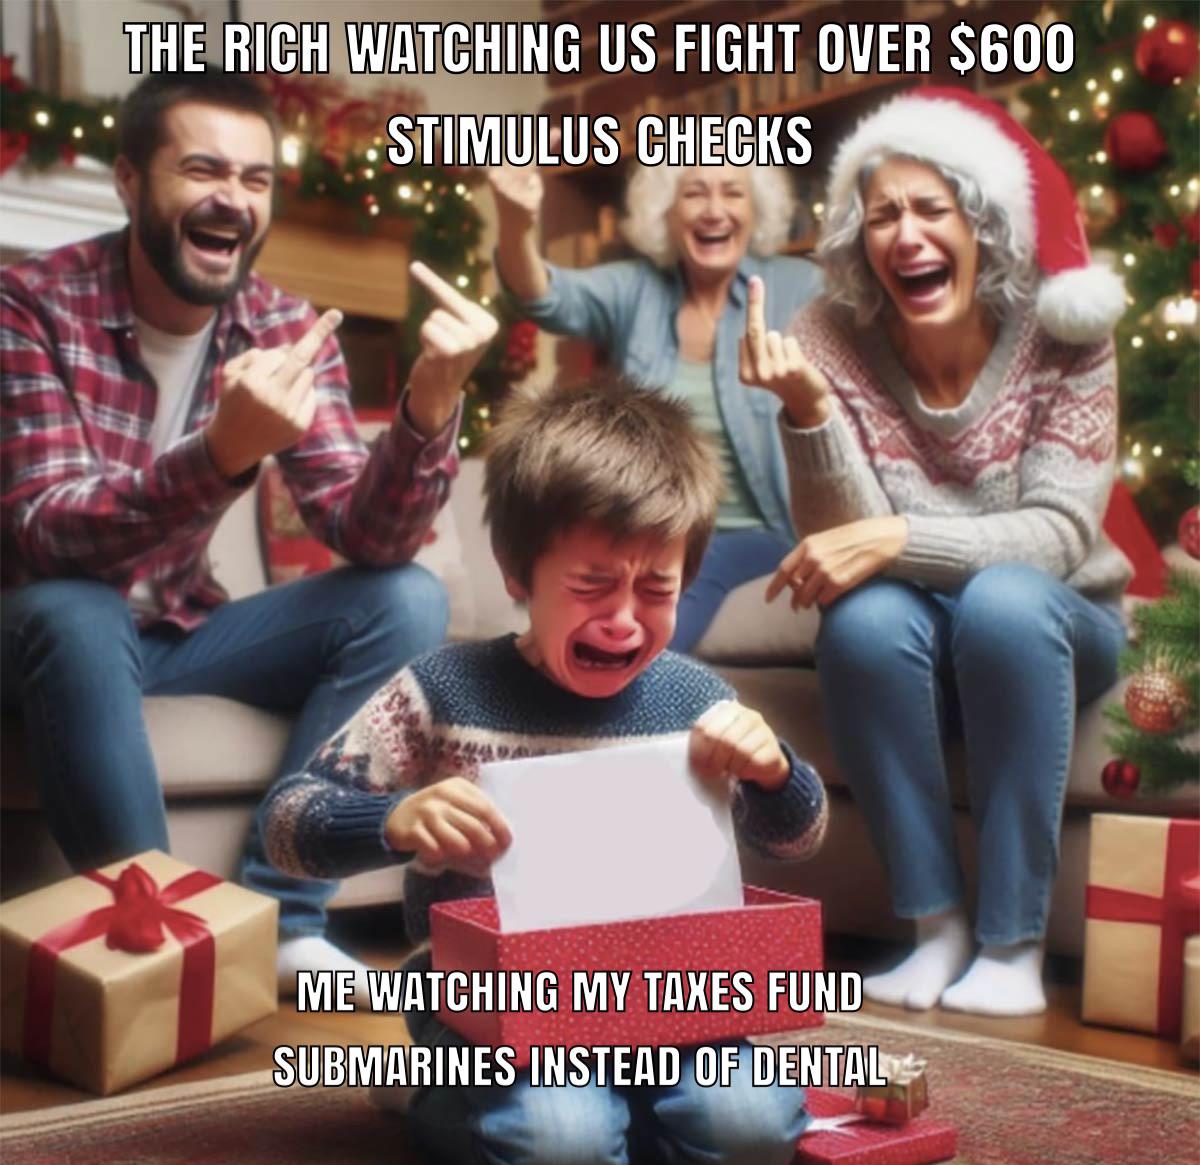 THE RICH WATCHING US FIGHT OVER $600
STIMULUS CHECKS
ME WATCHING MY TAXES FUND
SUBMARINES INSTEAD OF DENTAL